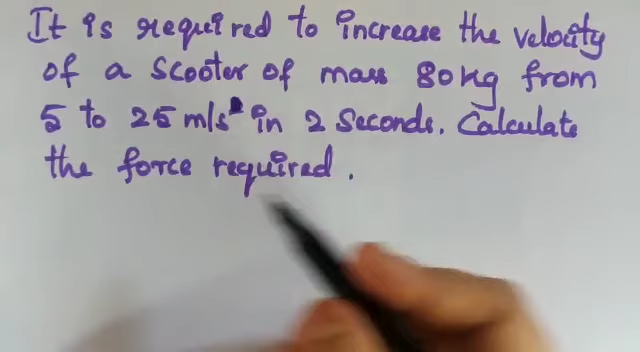 It is required to increase the velocity
of a scooter of mass 80kg from
5 to 25 m/s in 2 seconds. Calculate
the force required.